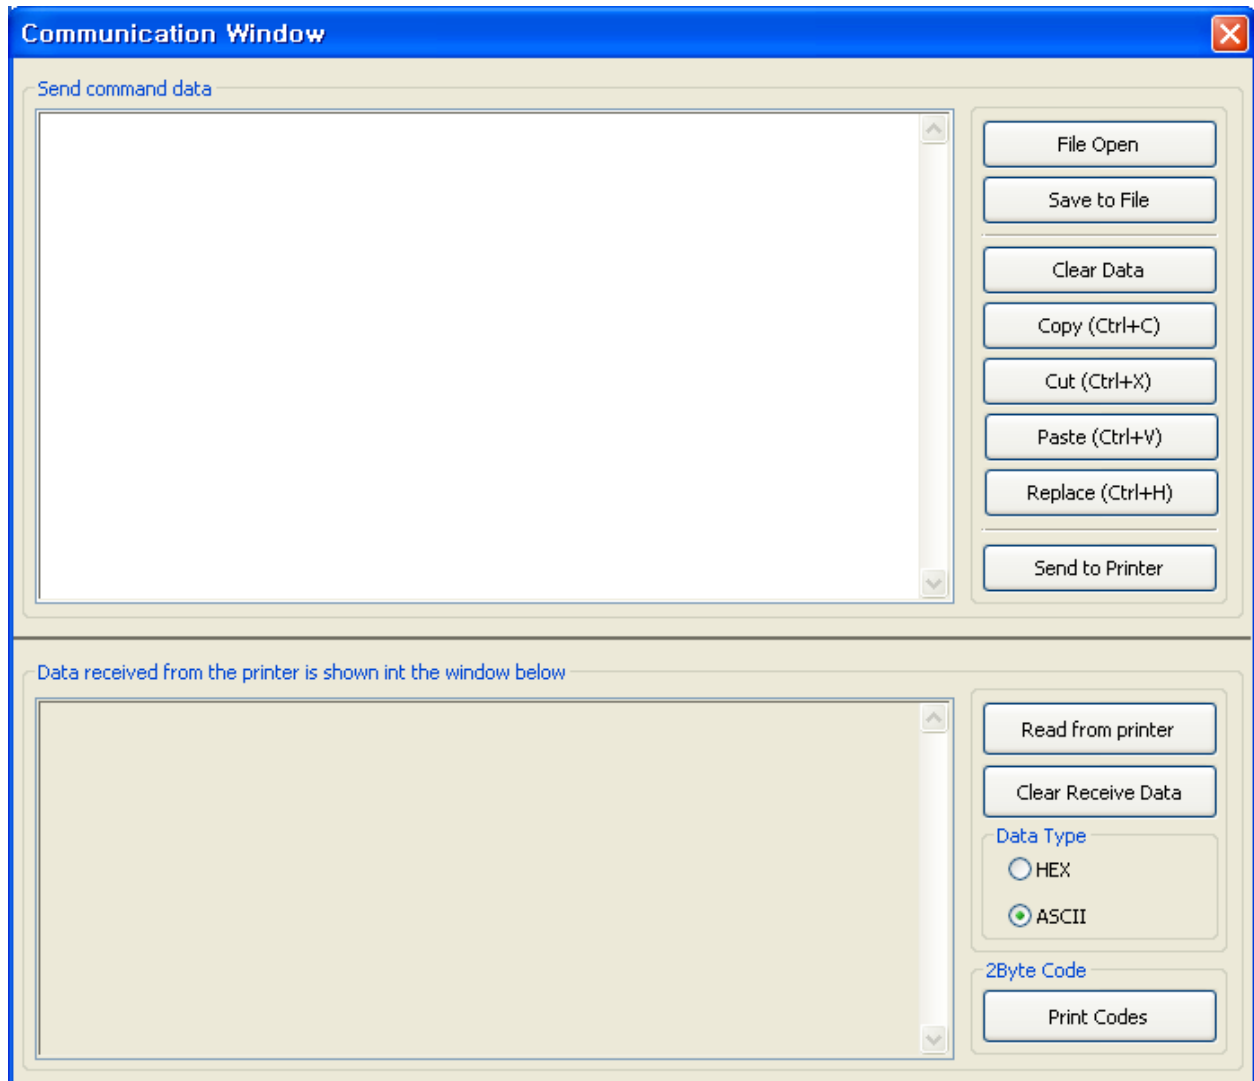 Communication Window
Send command data
File Open
Save to File
Clear Data
Copy (Ctrl+C)
Cut (Ctrl+X)
Paste (Ctrl+V)
Replace (Ctrl+H)
Send to Printer
Data received from the printer is shown int the window below
Read from printer
Clear Receive Data
Data Type
HEX
ASCII
2Byte Code
Print Codes